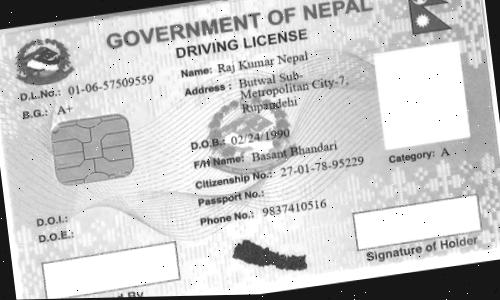 GOVERNMENT OF NEPAL
DRIVING LICENSE
D.L.No.: 01-06-57509559
B.G.: A+
Name: Raj Kumar Nepal
Address : Butwal Sub-
Metropolitan City-7,
Rupandehi
D.O.B.: 02/24/1990
F/H Name: Basant Bhandari
Citizenship No.: 27-01-78-95229
Passport No.:
Phone No.: 9837410516
Category: A
D.O.I.:
D.O.E.:
Signature of Holder
By